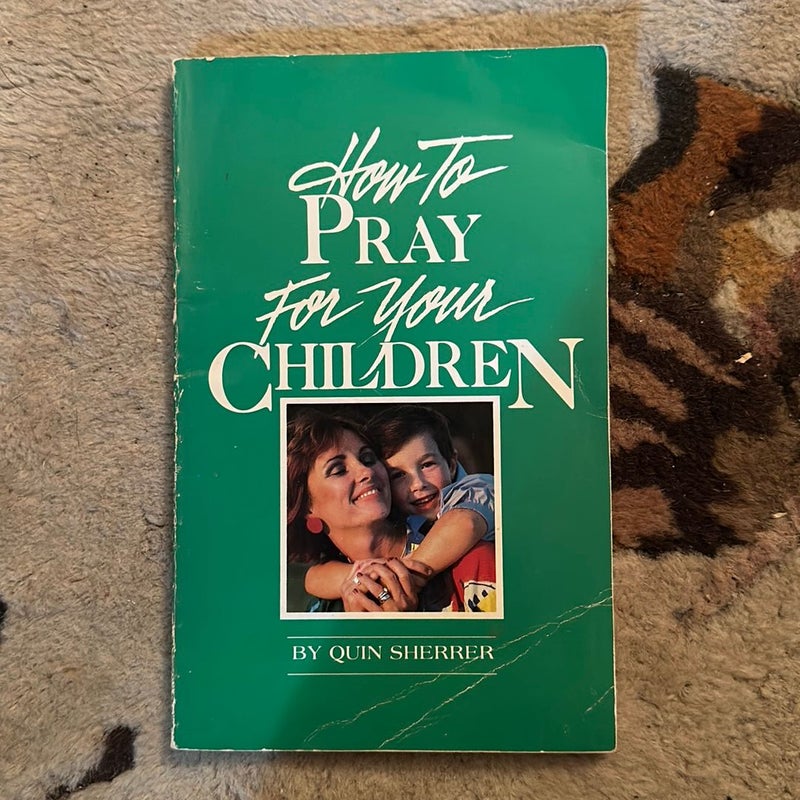 How To
PRAY
For Your
CHILDREN
BY QUIN SHERRER